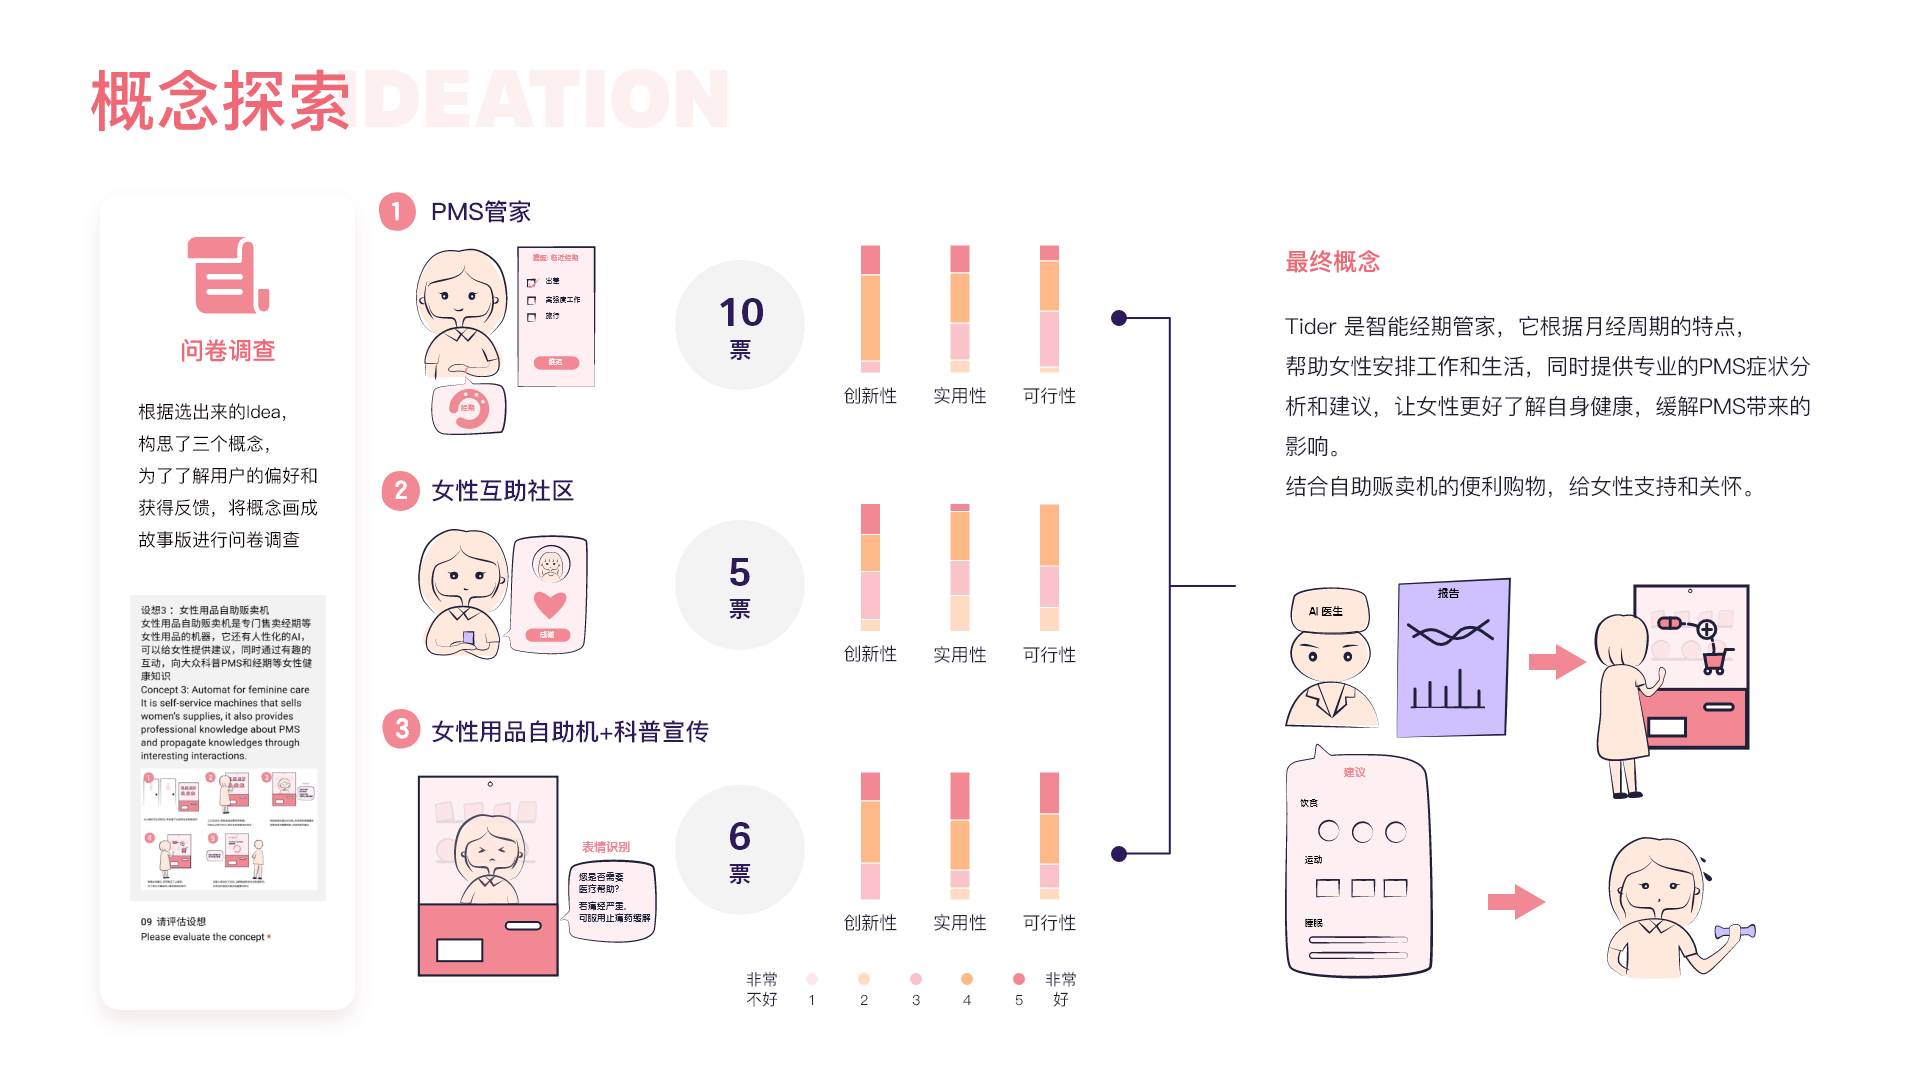 概念探索
IDEATION
问卷调查
根据选出来的Idea，
构思了三个概念，
为了了解用户的偏好和
获得反馈，将概念画成
故事版进行问卷调查
设想3： 女性用品自助贩卖机
女性用品自助贩卖机是专门售卖经期等
女性用品的机器，它还有人性化的AI，
可以给女性提供建议，同时通过有趣的
互动，向大众科普PMS和经期等女性健
康知识
Concept 3: Automat for feminine care
It is self-service machines that sells
women's supplies, it also provides
professional knowledge about PMS
and propagate knowledges through
interesting interactions.
1
2
3
4
5
09 请评估设想
Please evaluate the concept *
1
PMS管家
提醒: 临近经期
出差
高强度工作
旅行
经期
10
票
创新性
实用性
可行性
2
女性互助社区
感谢
5
票
创新性
实用性
可行性
3
女性用品自助机+科普宣传
表情识别
您是否需要
医疗帮助?
若痛经严重，
可服用止痛药缓解
6
票
创新性
实用性
可行性
非常
不好
1
2
3
4
5
非常
好
最终概念
Tider 是智能经期管家，它根据月经周期的特点，
帮助女性安排工作和生活，同时提供专业的PMS症状分
析和建议，让女性更好了解自身健康，缓解PMS带来的
影响。
结合自助贩卖机的便利购物，给女性支持和关怀。
AI 医生
报告
建议
饮食
运动
睡眠